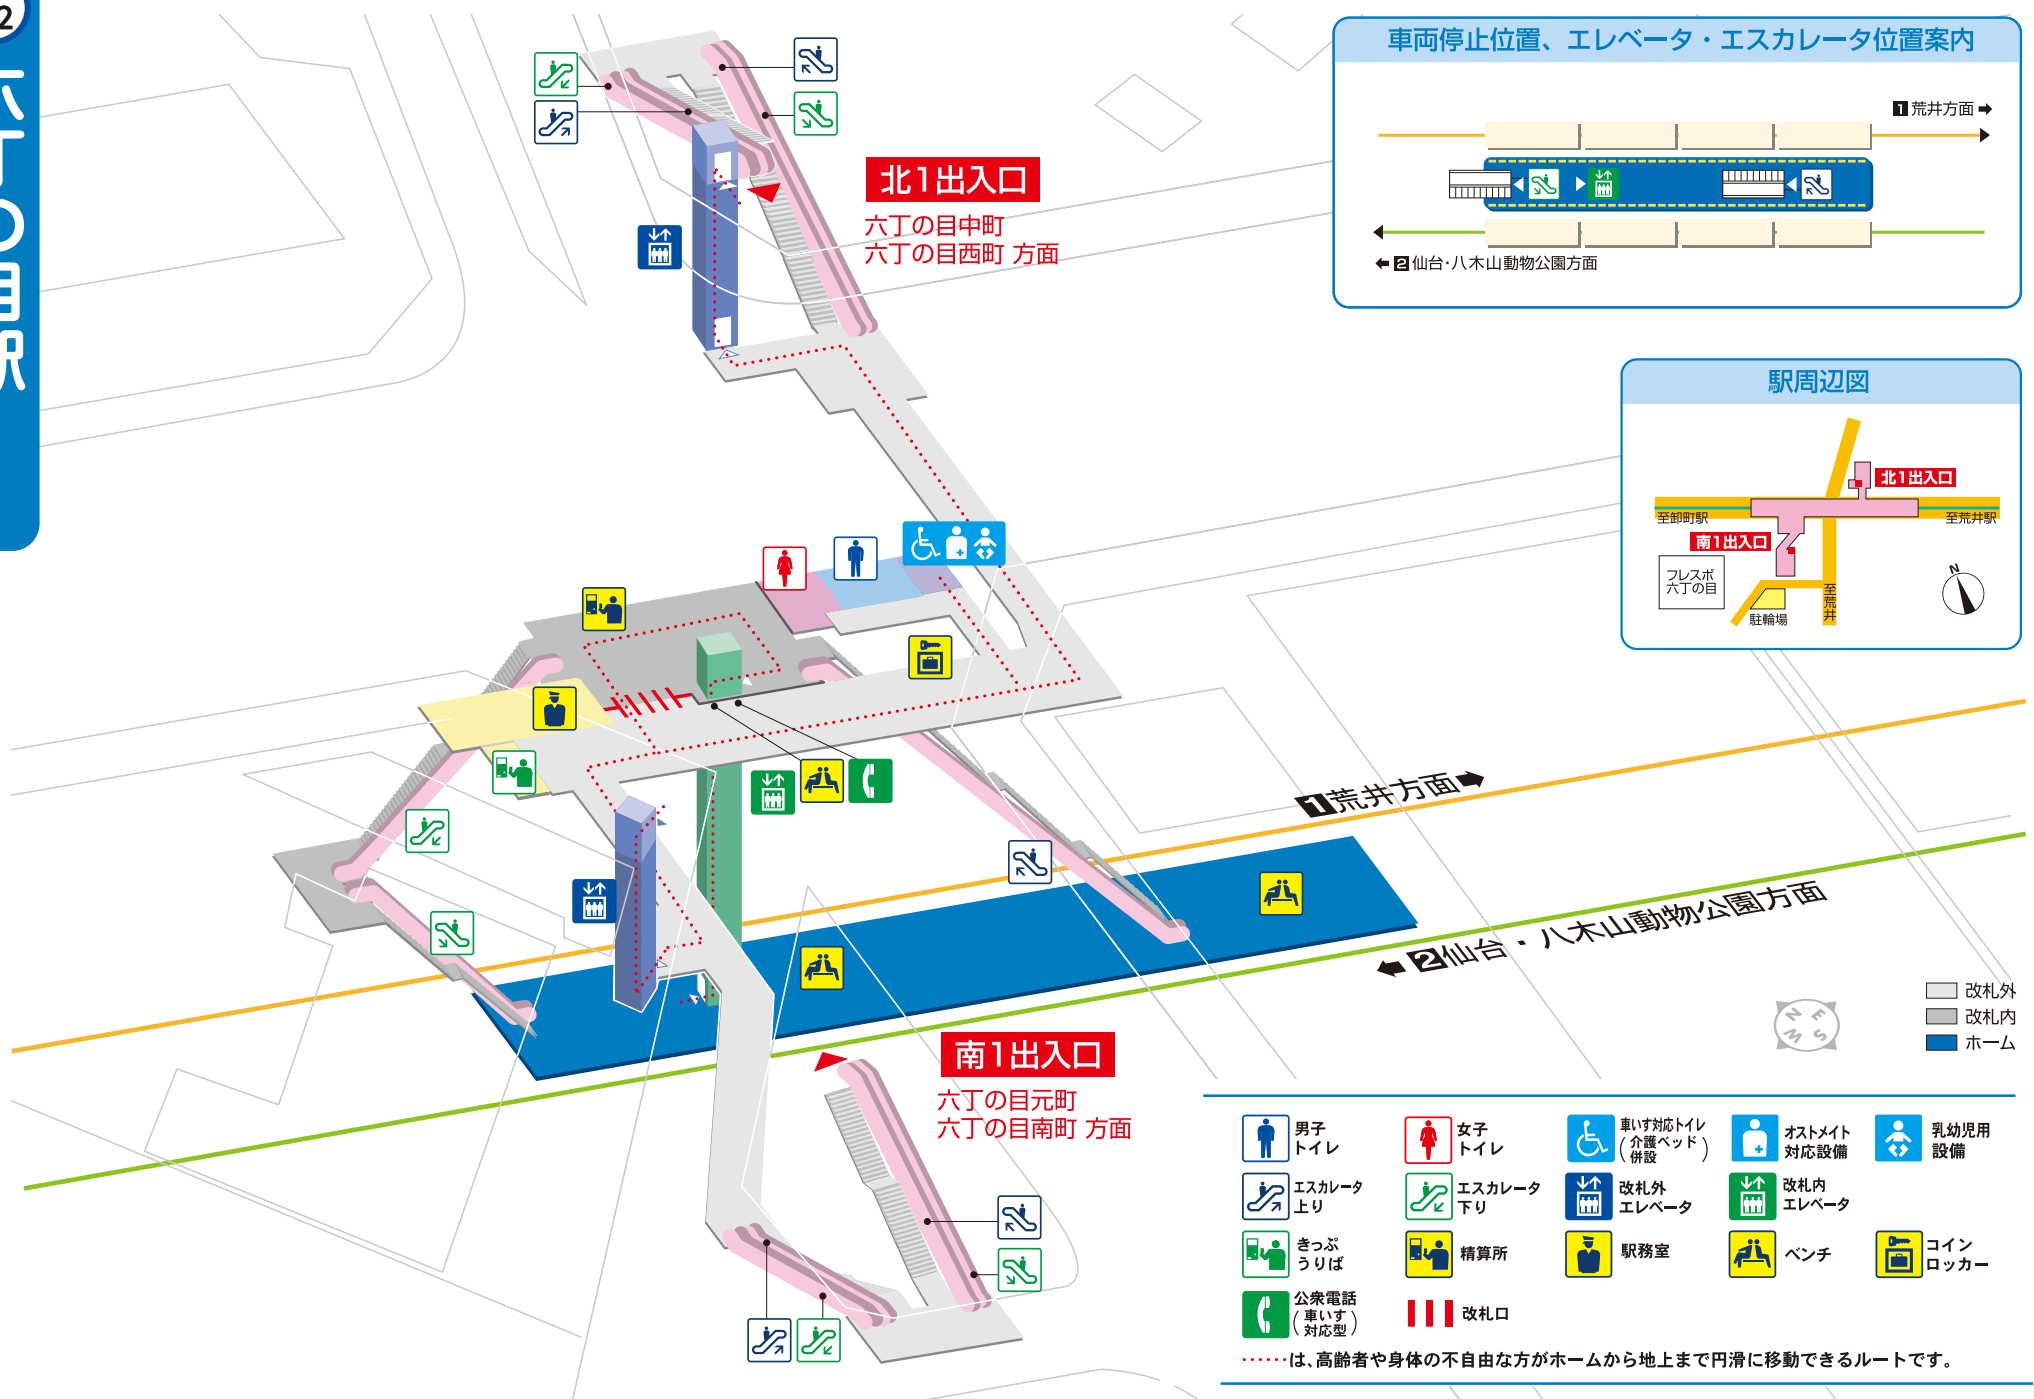 2
六丁の目駅
車両停止位置、エレベータ・エスカレータ位置案内
1 荒井方面 ➡
⬅ 2 仙台・八木山動物公園方面
北1出入口
六丁の目中町
六丁の目西町 方面
駅周辺図
北1出入口
至卸町駅
至荒井駅
南1出入口
フレスポ
六丁の目
至荒井
駐輪場
N
1 荒井方面 ➡
⬅ 2 仙台・八木山動物公園方面
N E
W S
改札外
改札内
ホーム
南1出入口
六丁の目元町
六丁の目南町 方面
男子
トイレ
女子
トイレ
車いす対応トイレ
(介護ベッド
併設)
オストメイト
対応設備
乳幼児用
設備
エスカレータ
上り
エスカレータ
下り
改札外
エレベータ
改札内
エレベータ
きっぷ
うりば
精算所
駅務室
ベンチ
コイン
ロッカー
公衆電話
(車いす
対応型)
改札口
······は、高齢者や身体の不自由な方がホームから地上まで円滑に移動できるルートです。